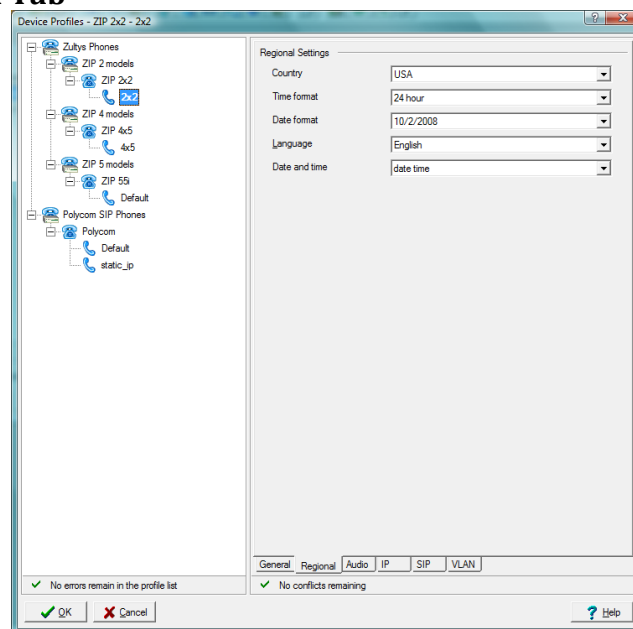 Tab
Device Profiles - ZIP 2x2 - 2x2
Zultys Phones
ZIP 2 models
ZIP 2x2
2x2
ZIP 4 models
ZIP 4x5
4x5
ZIP 5 models
ZIP 55i
Default
Polycom SIP Phones
Polycom
Default
static_ip
Regional Settings
Country USA
Time format 24 hour
Date format 10/2/2008
Language English
Date and time date time
General Regional Audio IP SIP VLAN
No errors remain in the profile list
No conflicts remaining
OK Cancel Help